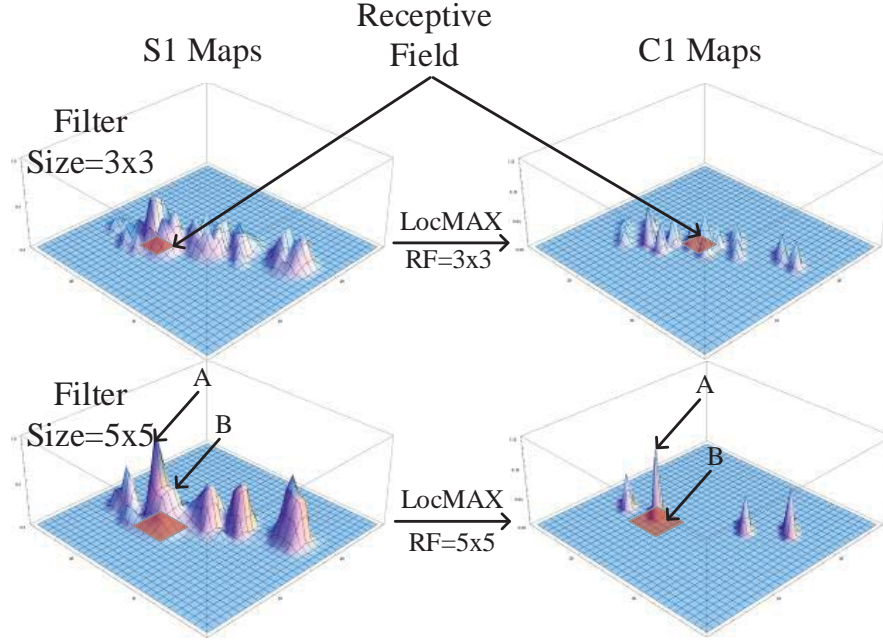 S1 Maps
Receptive
Field
C1 Maps
Filter
Size=3x3
LocMAX
RF=3x3
Filter
Size=5x5
A
B
LocMAX
RF=5x5
A
B